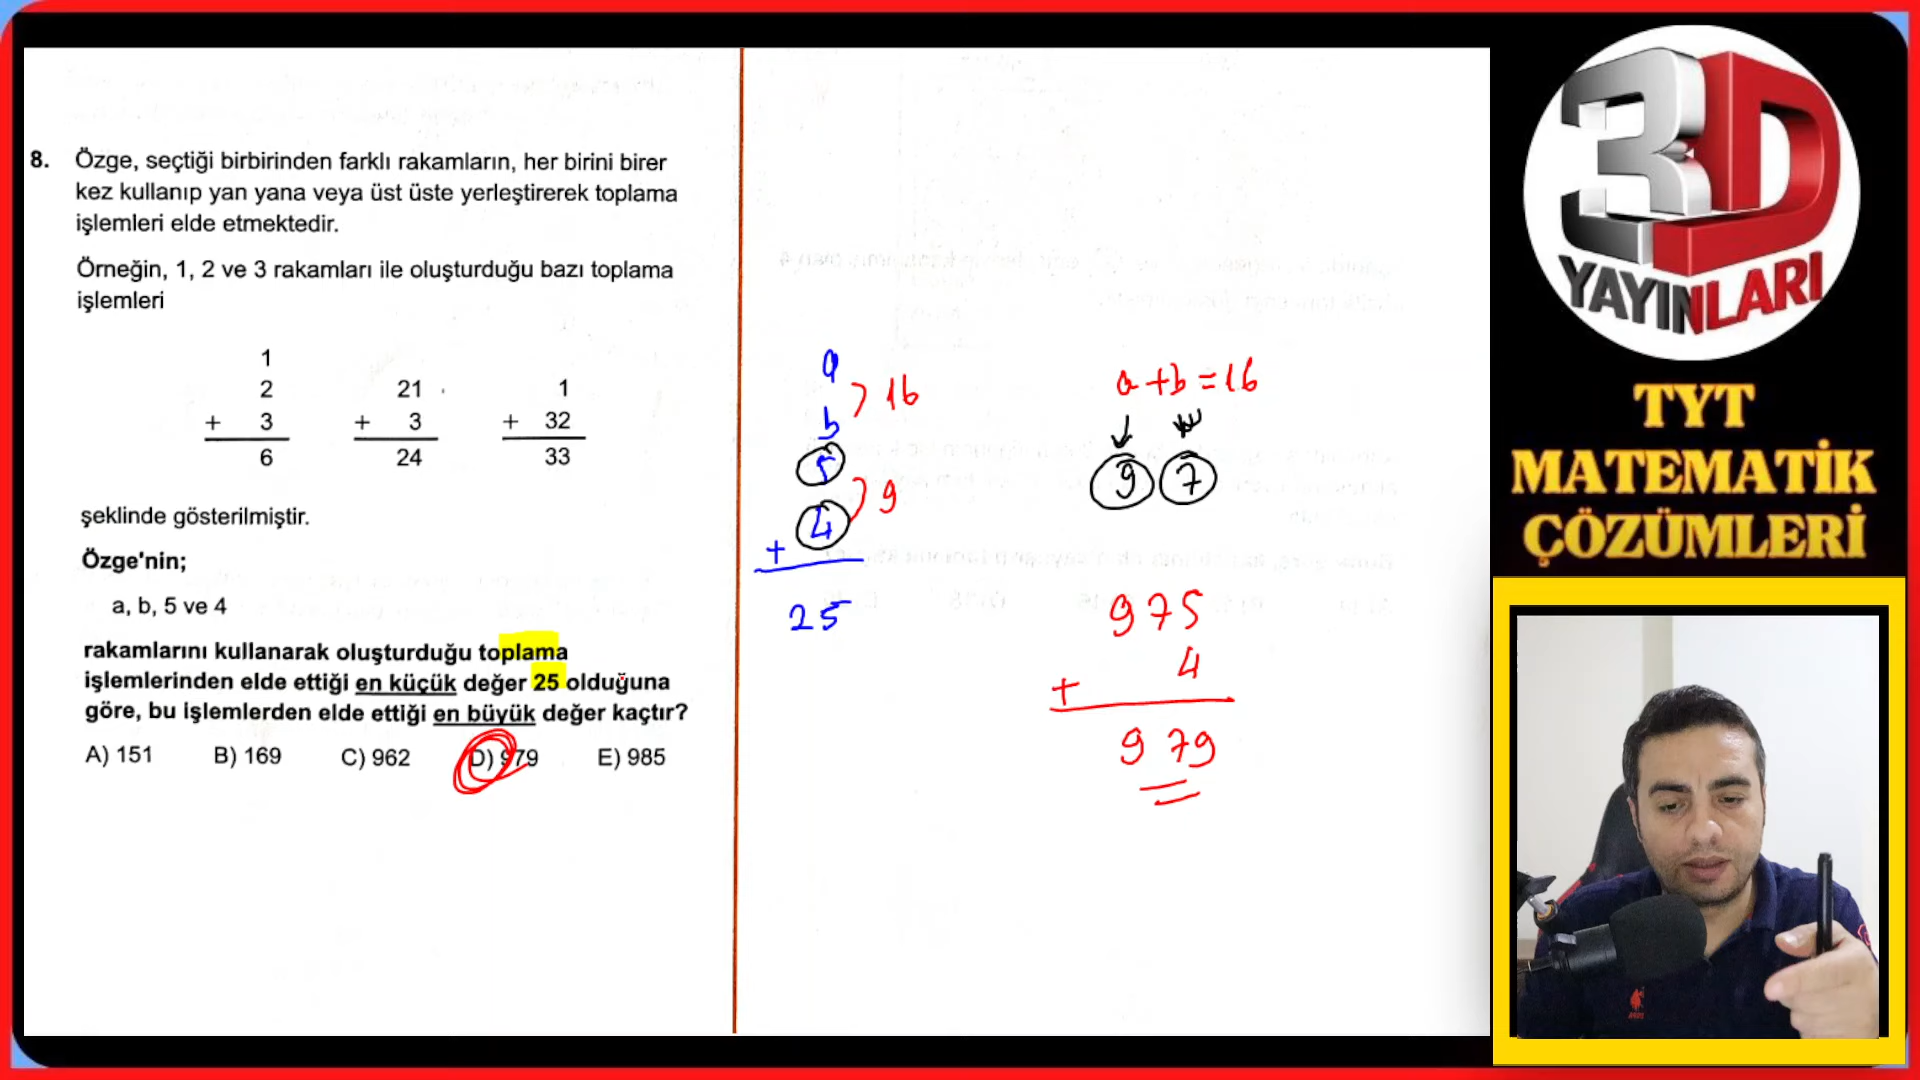 8. Özge, seçtiği birbirinden farklı rakamların, her birini birer
kez kullanıp yan yana veya üst üste yerleştirerek toplama
işlemleri elde etmektedir.
Örneğin, 1, 2 ve 3 rakamları ile oluşturduğu bazı toplama
işlemleri
1
2
+ 3
6
21
+ 3
24
1
+ 32
33
şeklinde gösterilmiştir.
Özge'nin;
a, b, 5 ve 4
rakamlarını kullanarak oluşturduğu toplama
işlemlerinden elde ettiği en küçük değer 25 olduğuna
göre, bu işlemlerden elde ettiği en büyük değer kaçtır?
A) 151 B) 169 C) 962 D) 979 E) 985
a
b
16
5
4
9
+
25
a + b = 16
9 7
975
4
+
979
3D
YAYINLARI
TYT
MATEMATİK
ÇÖZÜMLERİ